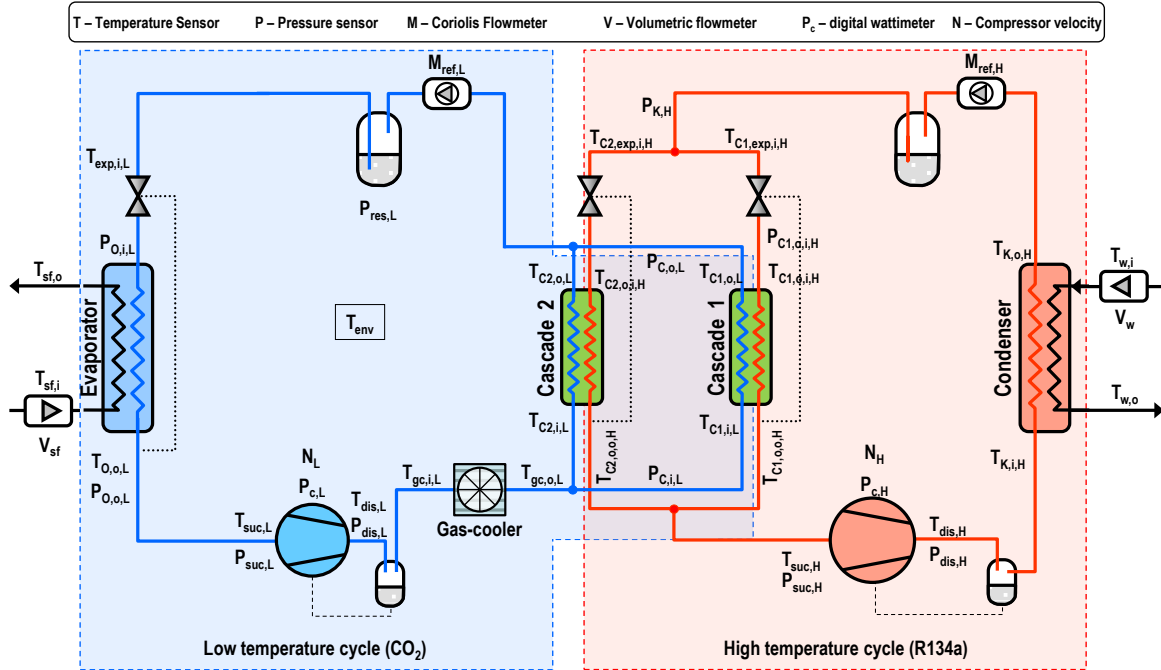 T – Temperature Sensor P – Pressure sensor M – Coriolis Flowmeter V – Volumetric flowmeter Pc – digital wattimeter N – Compressor velocity
Mref,L
Mref,H
PK,H
TC2,exp,i,H
TC1,exp,i,H
Texp,i,L
Pres,L
PO,i,L
PC1,o,i,H
TK,o,H
Tw,i
Tsf,o
PC,o,L
TC2,o,L
TC2,o,i,H
TC1,o,L
TC1,o,i,H
Vw
Evaporator
Tenv
Cascade 2
Cascade 1
Condenser
Tsf,i
Tw,o
Vsf
TC2,i,L
TC1,i,L
TO,o,L
PO,o,L
NL
Pc,L
Tgc,i,L
Tgc,o,L
TC2,o,o,H
PC,i,L
TC1,o,o,H
NH
Pc,H
TK,i,H
Gas-cooler
Tdis,L
Pdis,L
Tsuc,L
Psuc,L
Tdis,H
Pdis,H
Tsuc,H
Psuc,H
Low temperature cycle (CO2)
High temperature cycle (R134a)